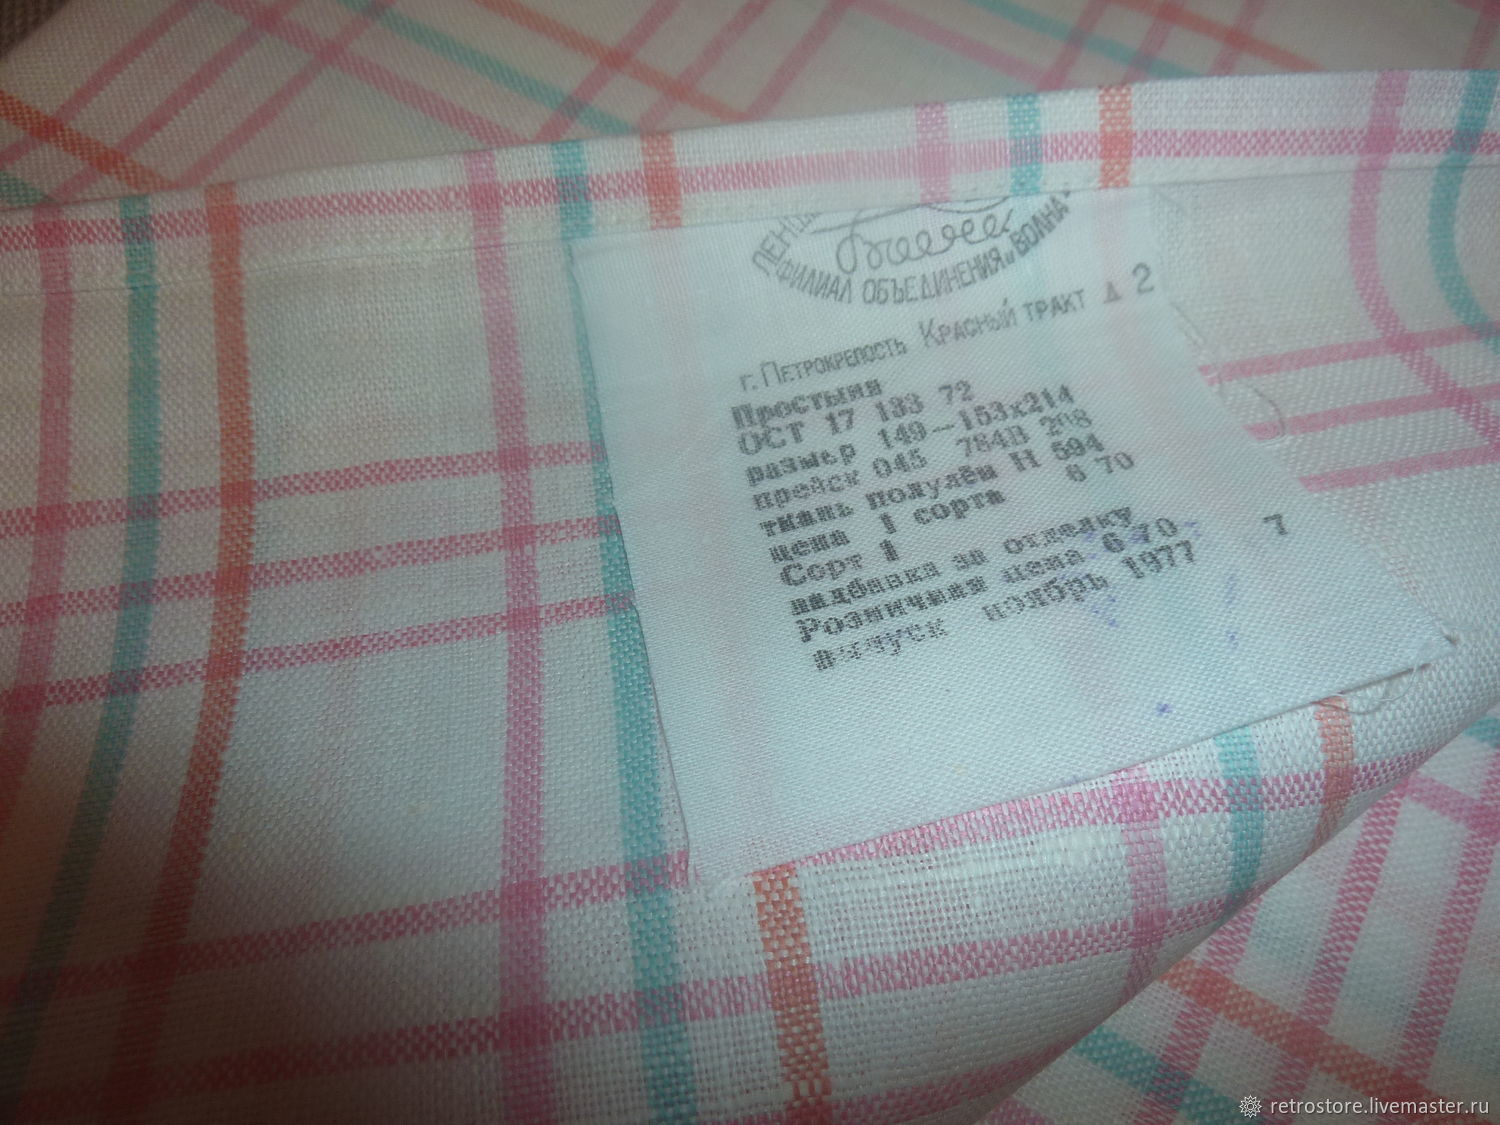 ФИЛИАЛ ОБЪЕДИНЕНИЯ "ВОЛНА"
г. Петрокрепость Красный тракт д 2
Простыня
ОСТ 17 133 72
размер 149—153х214
прейск 045 784В 208
ткань полулён Н 594
цена 1 сорта 6 70
Сорт 1
надбавка за отделку
Розничная цена 6 70
выпуск ноябрь 1977 7
retrostore.livemaster.ru